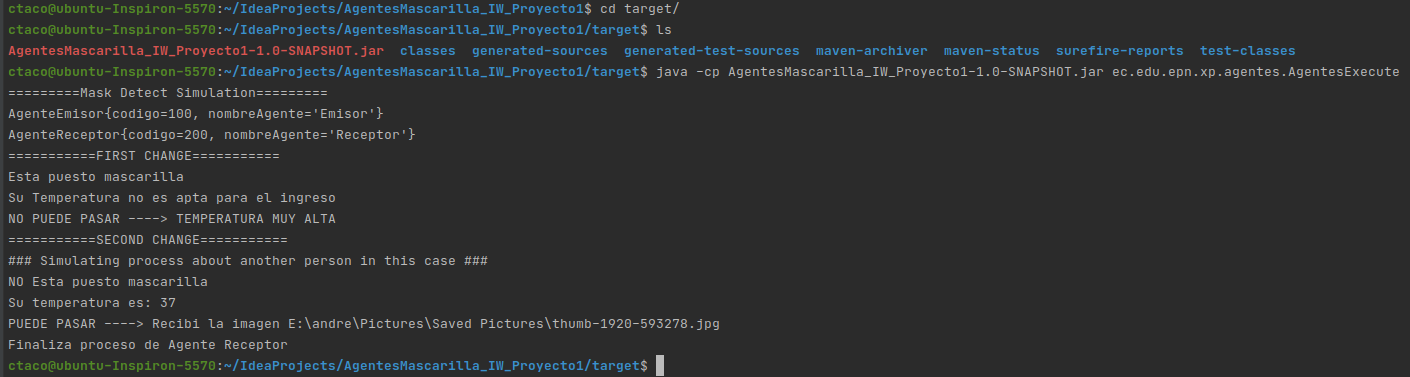 ctaco@ubuntu-Inspiron-5570:~/IdeaProjects/AgentesMascarilla_IW_Proyecto1$ cd target/
ctaco@ubuntu-Inspiron-5570:~/IdeaProjects/AgentesMascarilla_IW_Proyecto1/target$ ls
AgentesMascarilla_IW_Proyecto1-1.0-SNAPSHOT.jar  classes  generated-sources  generated-test-sources  maven-archiver  maven-status  surefire-reports  test-classes
ctaco@ubuntu-Inspiron-5570:~/IdeaProjects/AgentesMascarilla_IW_Proyecto1/target$ java -cp AgentesMascarilla_IW_Proyecto1-1.0-SNAPSHOT.jar ec.edu.epn.xp.agentes.AgentesExecute
=========Mask Detect Simulation=========
AgenteEmisor{codigo=100, nombreAgente='Emisor'}
AgenteReceptor{codigo=200, nombreAgente='Receptor'}
===========FIRST CHANGE===========
Esta puesto mascarilla
Su Temperatura no es apta para el ingreso
NO PUEDE PASAR ----> TEMPERATURA MUY ALTA
===========SECOND CHANGE===========
### Simulating process about another person in this case ###
NO Esta puesto mascarilla
Su temperatura es: 37
PUEDE PASAR ----> Recibi la imagen E:\andre\Pictures\Saved Pictures\thumb-1920-593278.jpg
Finaliza proceso de Agente Receptor
ctaco@ubuntu-Inspiron-5570:~/IdeaProjects/AgentesMascarilla_IW_Proyecto1/target$